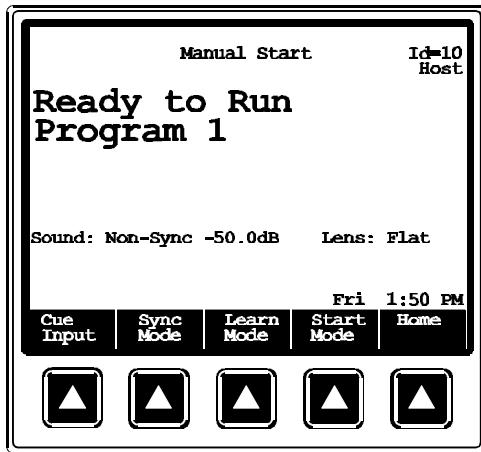 Manual Start Id=10
Host
Ready to Run
Program 1
Sound: Non-Sync -50.0dB Lens: Flat
Fri 1:50 PM
Cue Input
Sync Mode
Learn Mode
Start Mode
Home